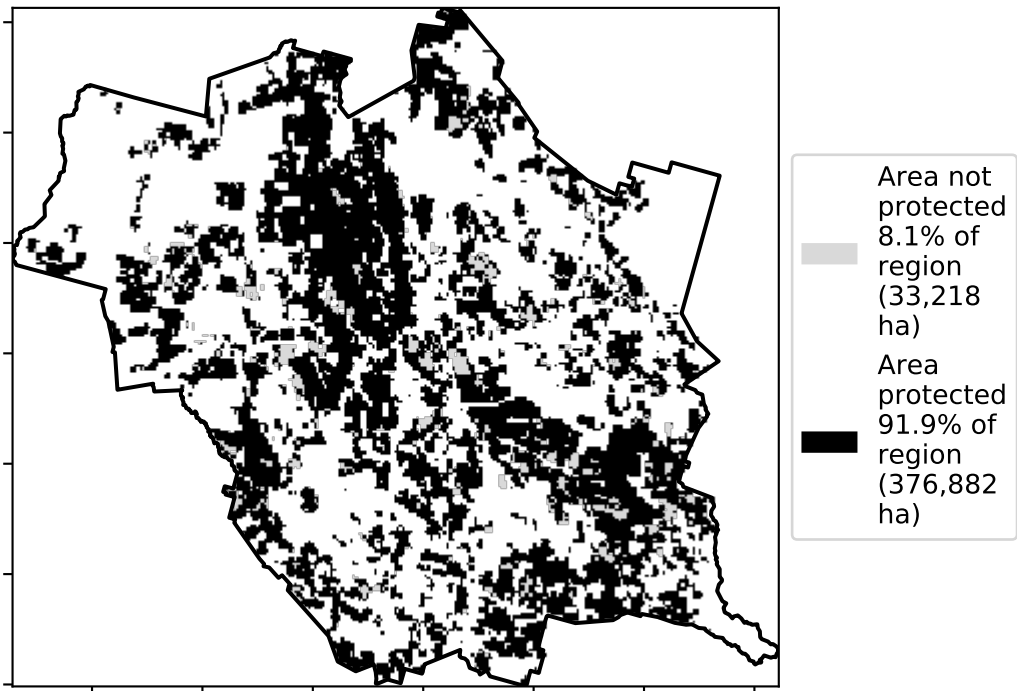 Area not
protected
8.1% of
region
(33,218
ha)
Area
protected
91.9% of
region
(376,882
ha)